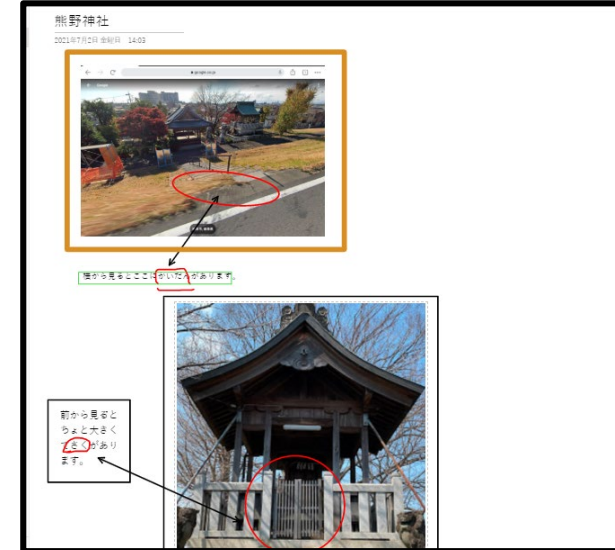 熊野神社
2021年7月2日 金曜日 14:03
横から見るとここにかいだんがあります。
前から見ると
ちょと大きく
てさくがあり
ます。